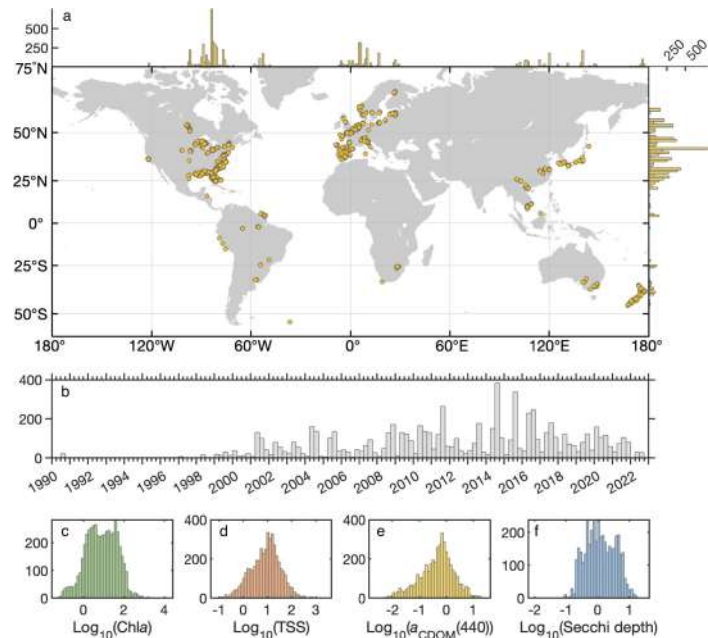 a
500
250
250
500
75°N
50°N
25°N
0°
25°S
50°S
180°
120°W
60°W
0°
60°E
120°E
180°
b
400
200
0
1990
1992
1994
1996
1998
2000
2002
2004
2006
2008
2010
2012
2014
2016
2018
2020
2022
c
200
100
0
0
2
4
Log10(Chla)
d
400
200
0
-1
0
1
2
3
Log10(TSS)
e
400
200
0
-2
-1
0
1
Log10(aCDOM(440))
f
200
100
0
-2
-1
0
1
Log10(Secchi depth)